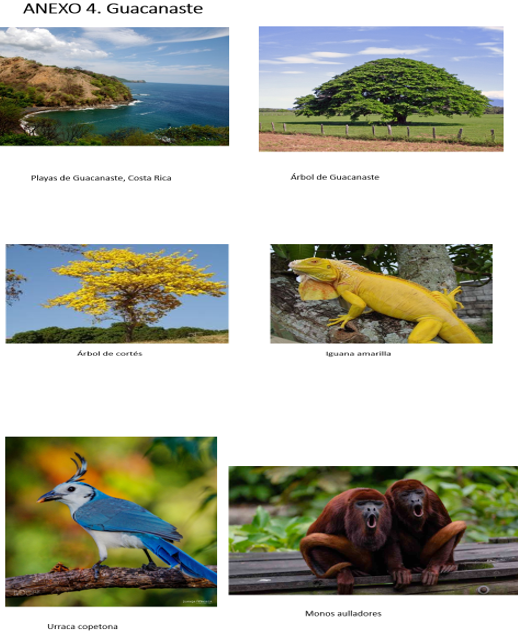 ANEXO 4. Guacanaste
Playas de Guacanaste, Costa Rica
Árbol de Guacanaste
Árbol de cortés
Iguana amarilla
Urraca copetona
Monos aulladores